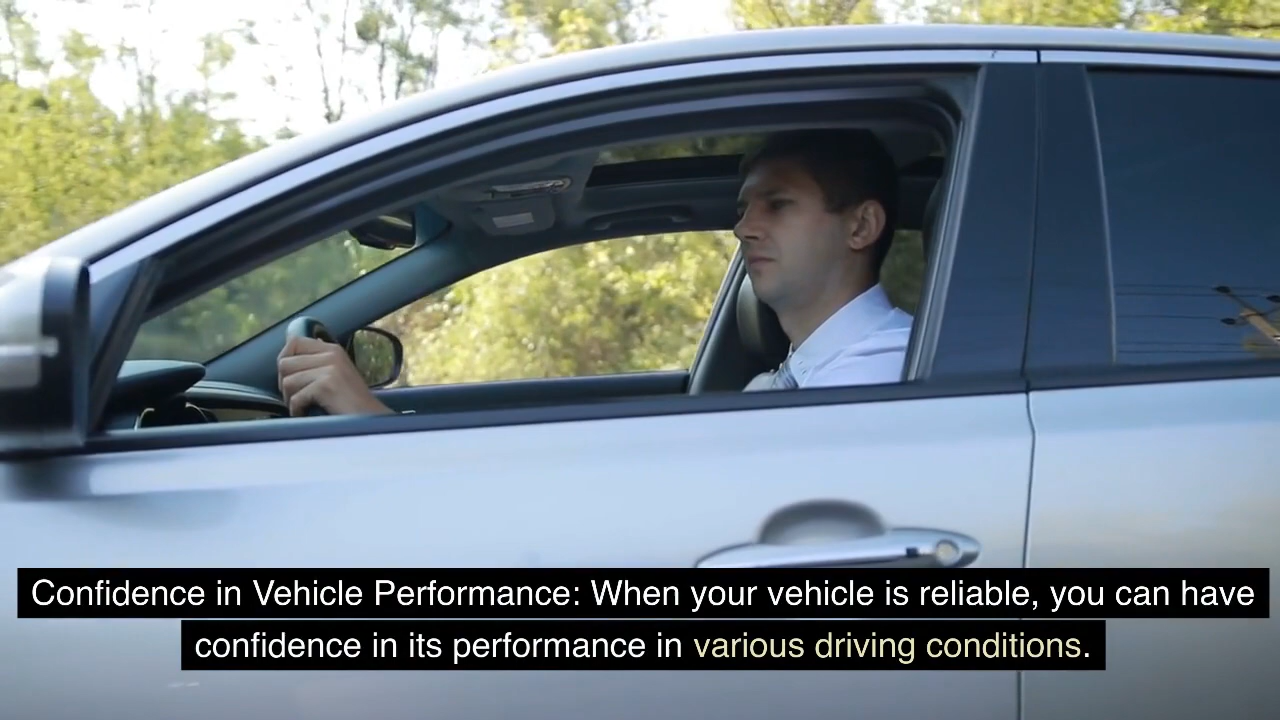 Confidence in Vehicle Performance: When your vehicle is reliable, you can have
confidence in its performance in various driving conditions.